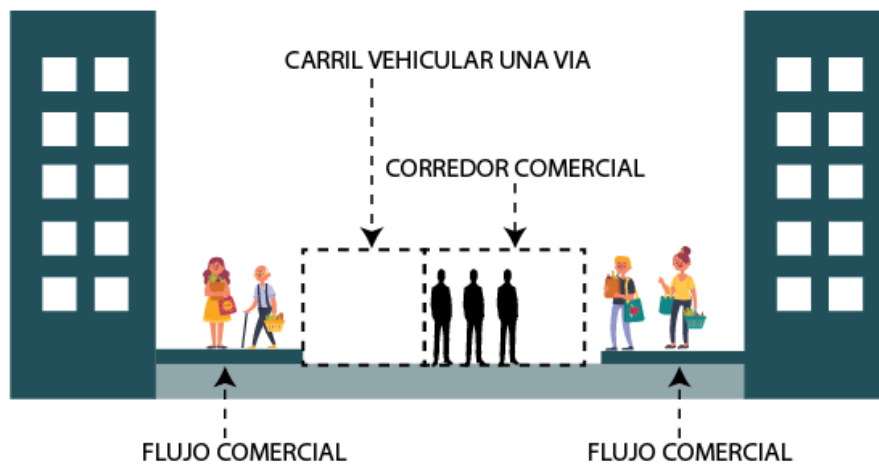 CARRIL VEHICULAR UNA VIA
CORREDOR COMERCIAL
FLUJO COMERCIAL
FLUJO COMERCIAL